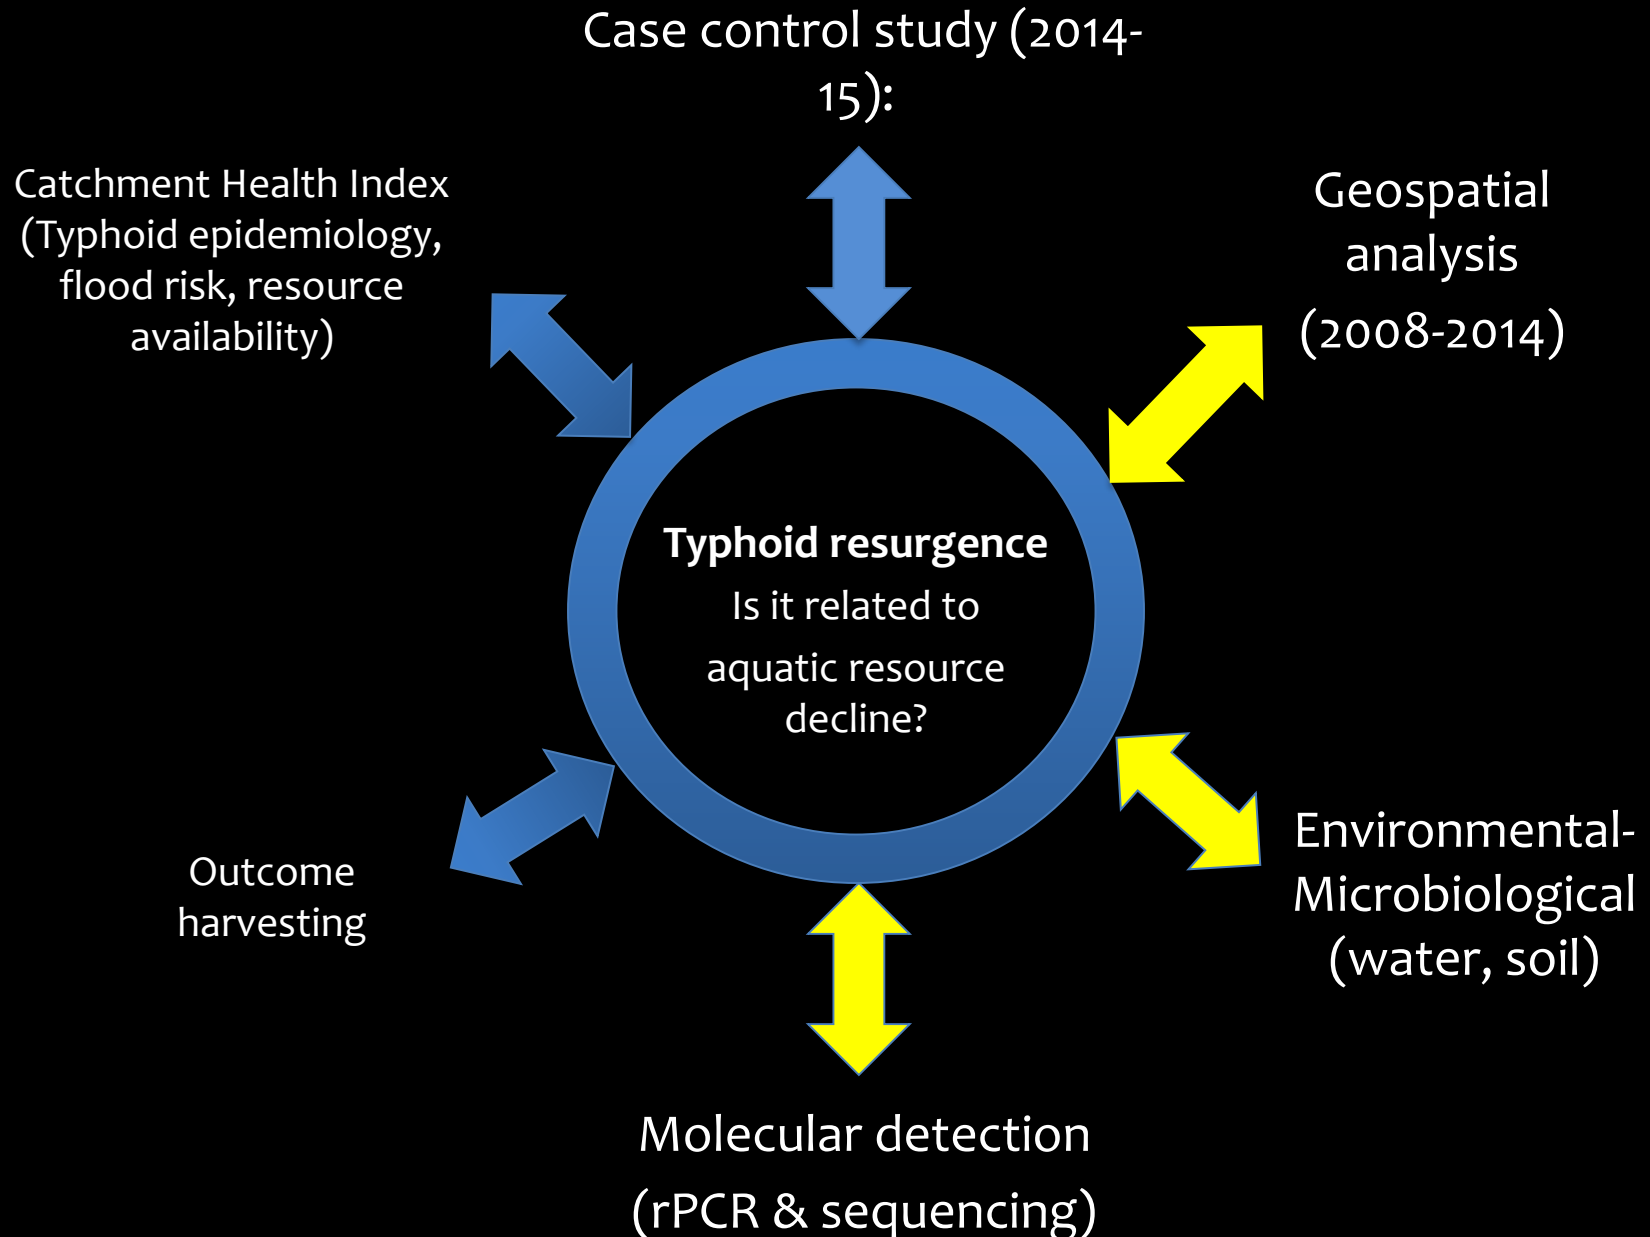 Case control study (2014-
15):
Catchment Health Index
(Typhoid epidemiology,
flood risk, resource
availability)
Geospatial
analysis
(2008-2014)
Typhoid resurgence
Is it related to
aquatic resource
decline?
Environmental-
Microbiological
(water, soil)
Outcome
harvesting
Molecular detection
(rPCR & sequencing)